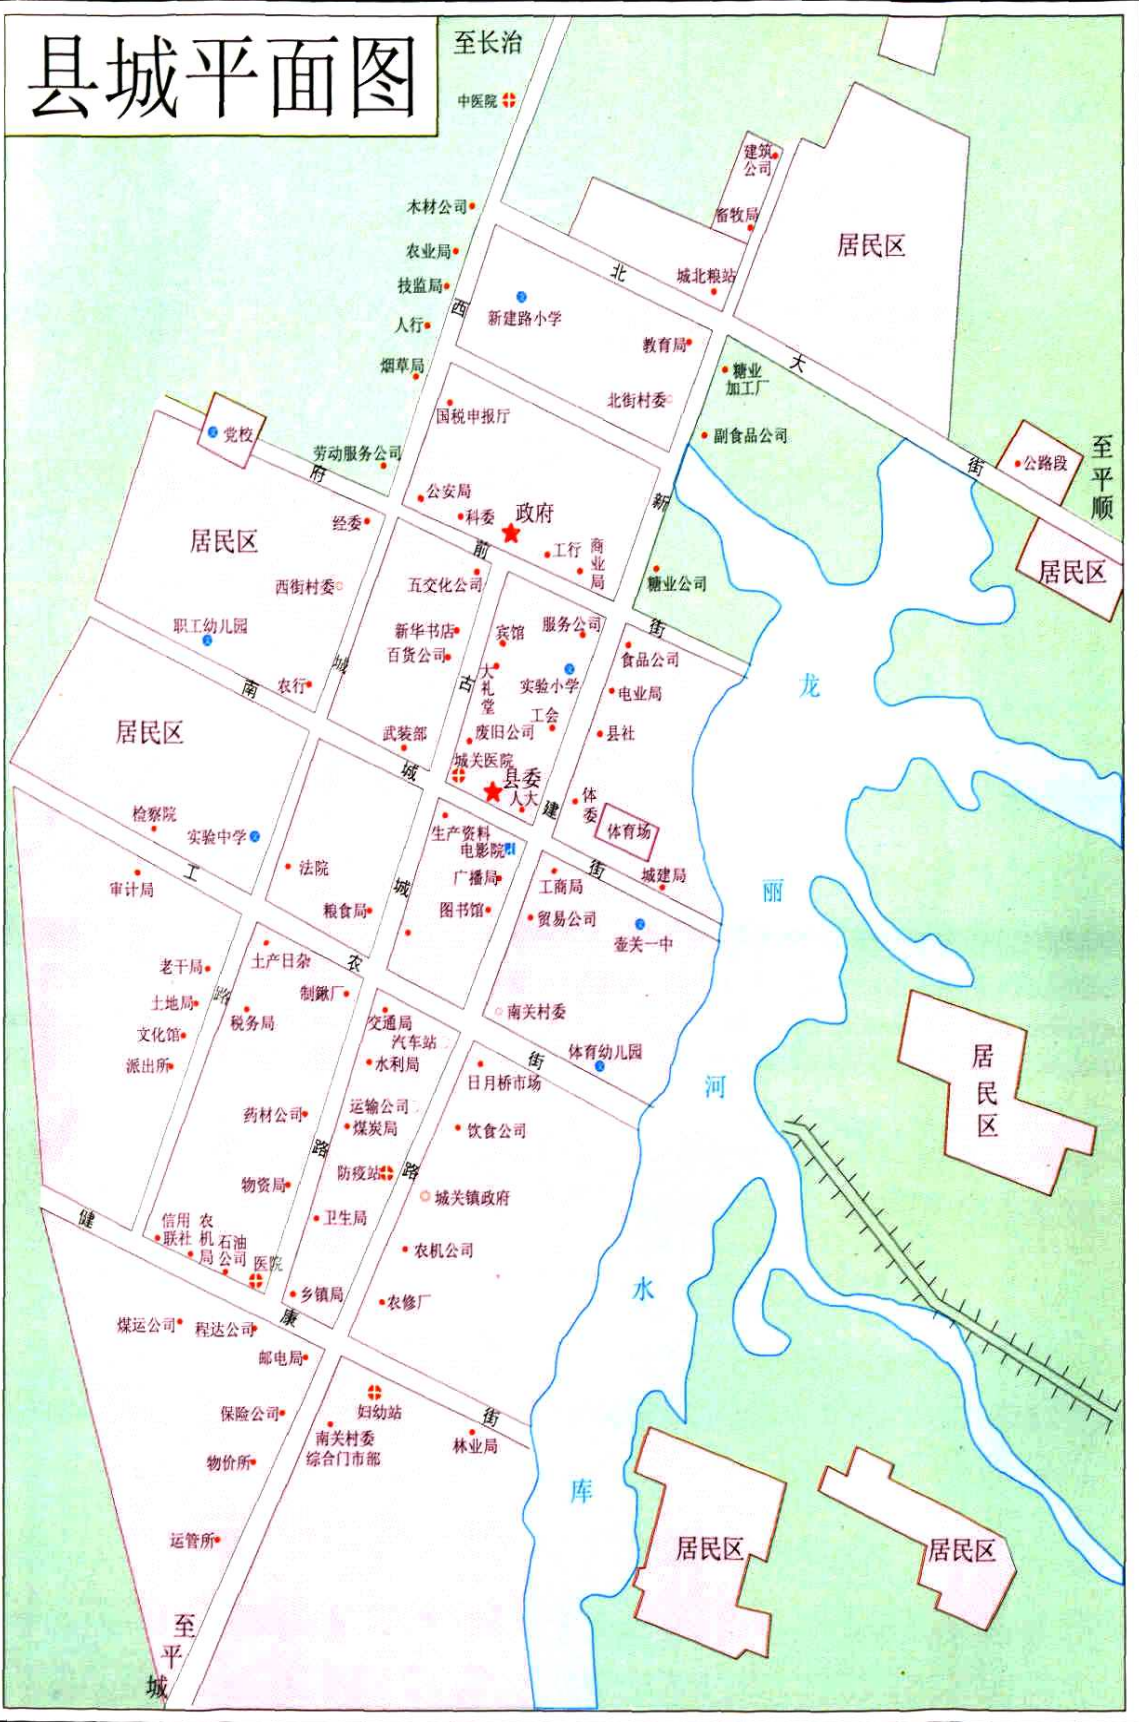 县城平面图
至长治
中医院
建筑
公司
木材公司
畜牧局
农业局
居民区
北
城北粮站
技监局
西
新建路小学
人行
教育局
大
烟草局
糖业
加工厂
北街村委
国税申报厅
党校
副食品公司
劳动服务公司
街
公路段
至平顺
府
公安局
新
科委
政府
经委
居民区
前
工行
商业局
居民区
五交化公司
糖业公司
西街村委
职工幼儿园
新华书店
宾馆
服务公司
街
百货公司
食品公司
城
大礼堂
古
实验小学
农行
南
电业局
龙
工会
居民区
武装部
废旧公司
县社
城关医院
城
县委
人大
建
体委
检察院
实验中学
生产资料
体育场
电影院
工
法院
广播局
街
城建局
审计局
城
工商局
丽
粮食局
图书馆
贸易公司
壶关一中
土产日杂
农
老干局
路
制鍬厂
土地局
税务局
交通局
南关村委
文化馆
汽车站
街
体育幼儿园
派出所
水利局
居民区
日月桥市场
河
药材公司
运输公司
煤炭局
饮食公司
路
防疫站
路
物资局
城关镇政府
健
信用
联社
农机局
石油
公司
卫生局
医院
农机公司
乡镇局
水
康
农修厂
煤运公司
程达公司
邮电局
保险公司
妇幼站
街
南关村委
综合门市部
林业局
物价所
库
运管所
居民区
居民区
至平城